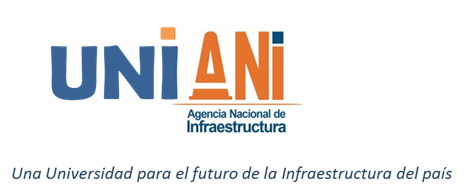 UNi ANi
Agencia Nacional de
Infraestructura
Una Universidad para el futuro de la Infraestructura del país